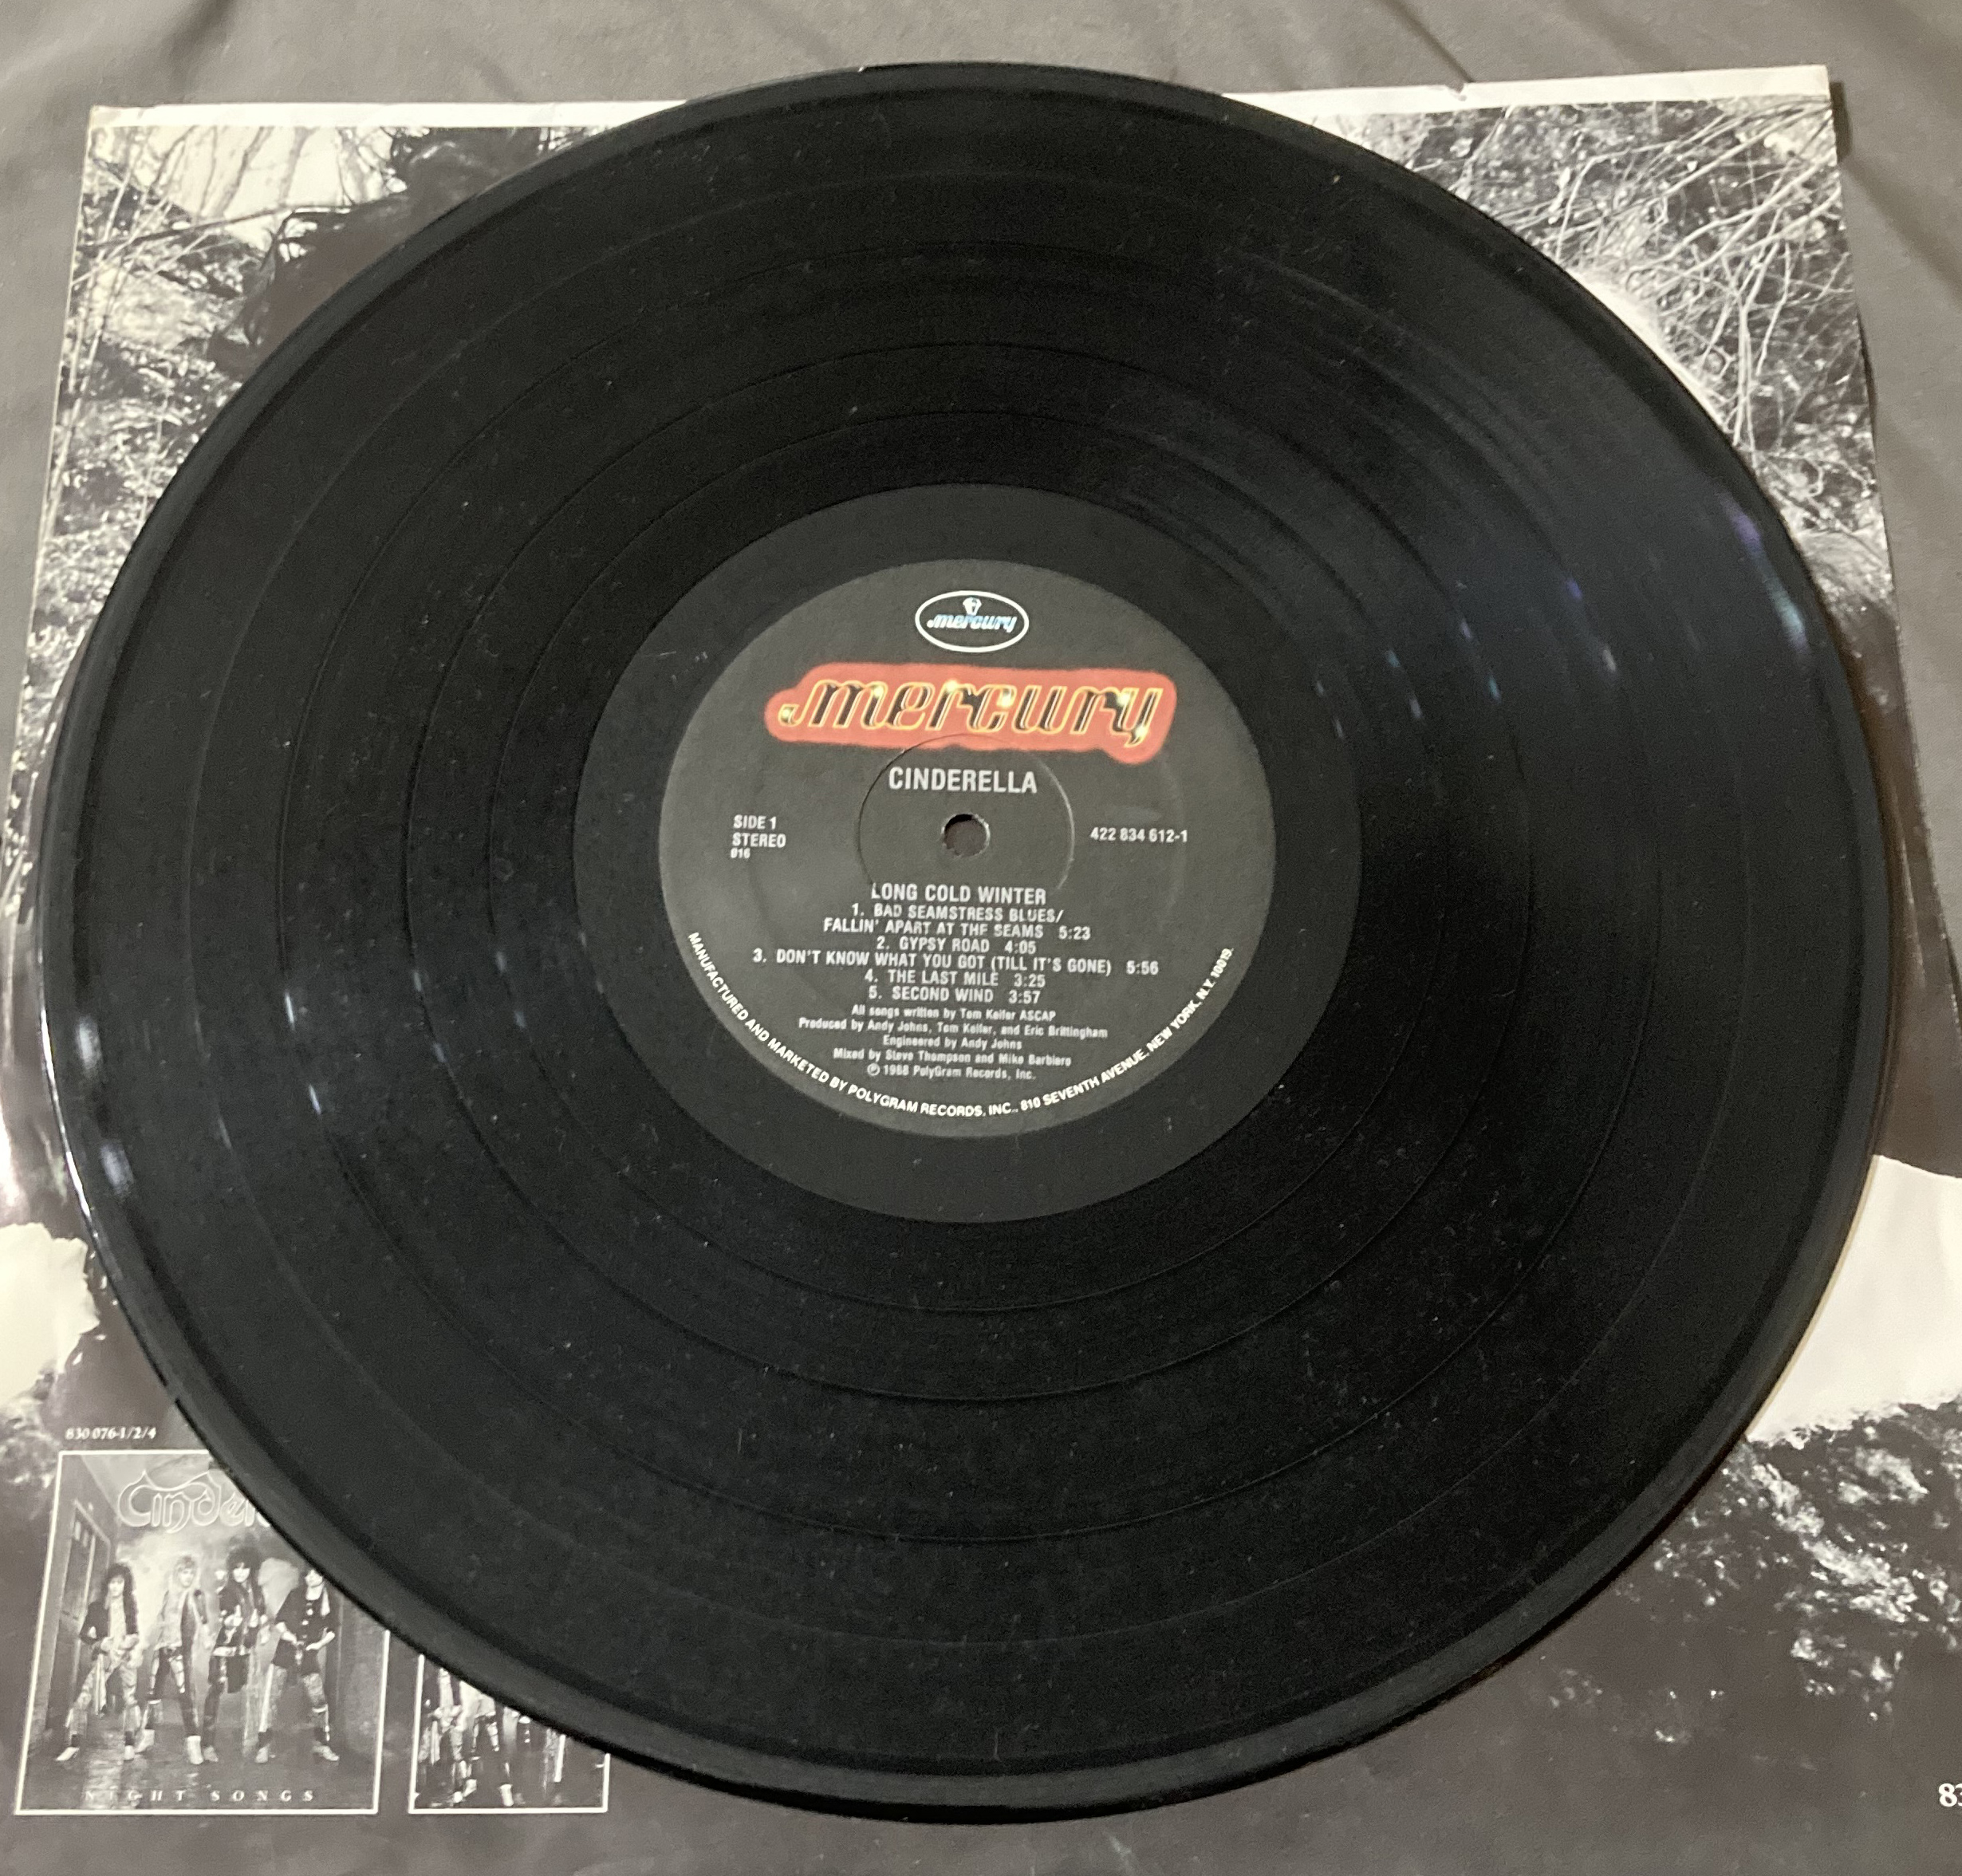 mercury
mercury
CINDERELLA
SIDE 1
STEREO
016
422 834 612-1
LONG COLD WINTER
1. BAD SEAMSTRESS BLUES/
FALLIN' APART AT THE SEAMS 5:23
2. GYPSY ROAD 4:05
3. DON'T KNOW WHAT YOU GOT (TILL IT'S GONE) 5:56
4. THE LAST MILE 3:25
5. SECOND WIND 3:57
All songs written by Tom Keifer ASCAP
Produced by Andy Johns, Tom Keifer, and Eric Brittingham
Engineered by Andy Johns
Mixed by Steve Thompson and Mike Barbiero
℗ 1988 PolyGram Records, Inc.
MANUFACTURED AND MARKETED BY POLYGRAM RECORDS, INC., 810 SEVENTH AVENUE, NEW YORK, N.Y. 10019.
830 076-1/2/4
Cinder
NIGHT SONGS
83